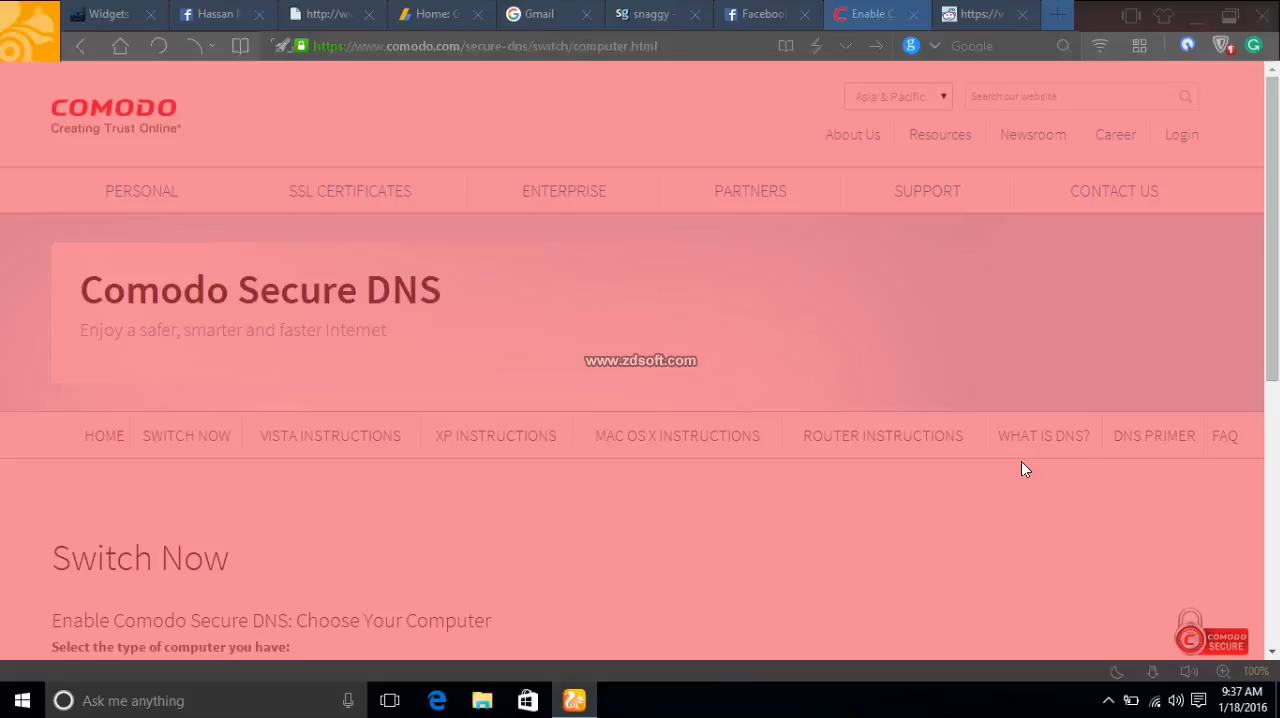 Widgets
Hassan M
http://w
Home: G
Gmail
snaggy -
Facebook
Enable C
https://v
https://www.comodo.com/secure-dns/switch/computer.html
Google
COMODO
Creating Trust Online®
Asia & Pacific
Search our website
About Us
Resources
Newsroom
Career
Login
PERSONAL
SSL CERTIFICATES
ENTERPRISE
PARTNERS
SUPPORT
CONTACT US
Comodo Secure DNS
Enjoy a safer, smarter and faster Internet
www.zdsoft.com
HOME
SWITCH NOW
VISTA INSTRUCTIONS
XP INSTRUCTIONS
MAC OS X INSTRUCTIONS
ROUTER INSTRUCTIONS
WHAT IS DNS?
DNS PRIMER
FAQ
Switch Now
Enable Comodo Secure DNS: Choose Your Computer
Select the type of computer you have:
COMODO
SECURE
100%
Ask me anything
9:37 AM
1/18/2016